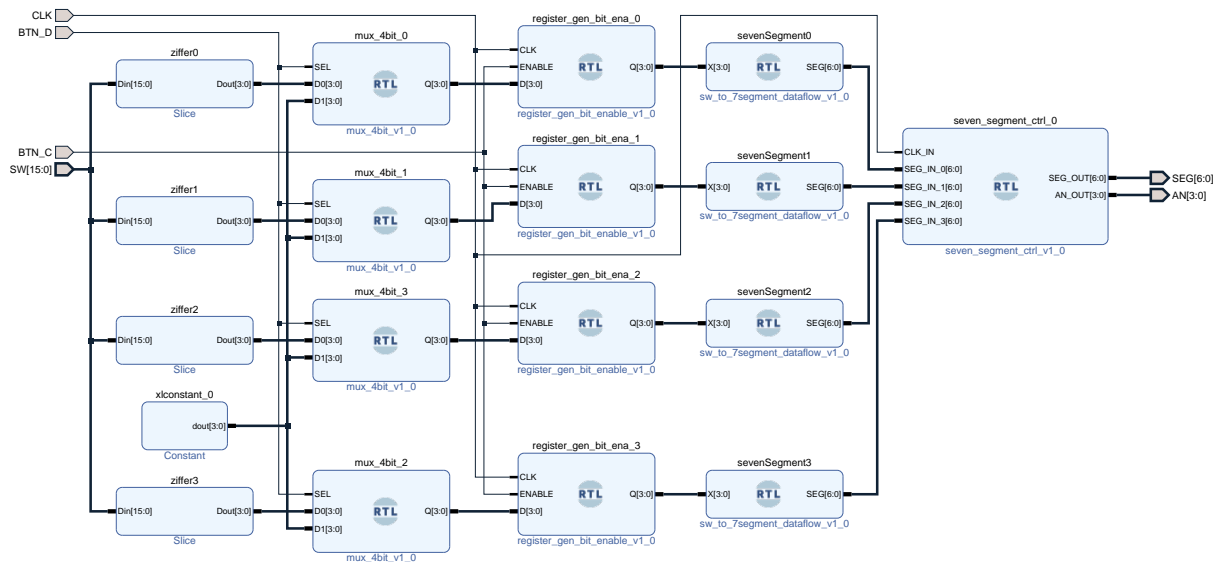 CLK
BTN_D
BTN_C
SW[15:0]
ziffer0
Din[15:0] Dout[3:0]
Slice
ziffer1
Din[15:0] Dout[3:0]
Slice
ziffer2
Din[15:0] Dout[3:0]
Slice
xlconstant_0
dout[3:0]
Constant
ziffer3
Din[15:0] Dout[3:0]
Slice
mux_4bit_0
SEL
D0[3:0] RTL Q[3:0]
D1[3:0]
mux_4bit_v1_0
mux_4bit_1
SEL
D0[3:0] RTL Q[3:0]
D1[3:0]
mux_4bit_v1_0
mux_4bit_3
SEL
D0[3:0] RTL Q[3:0]
D1[3:0]
mux_4bit_v1_0
mux_4bit_2
SEL
D0[3:0] RTL Q[3:0]
D1[3:0]
mux_4bit_v1_0
register_gen_bit_ena_0
CLK
ENABLE RTL Q[3:0]
D[3:0]
register_gen_bit_enable_v1_0
register_gen_bit_ena_1
CLK
ENABLE RTL Q[3:0]
D[3:0]
register_gen_bit_enable_v1_0
register_gen_bit_ena_2
CLK
ENABLE RTL Q[3:0]
D[3:0]
register_gen_bit_enable_v1_0
register_gen_bit_ena_3
CLK
ENABLE RTL Q[3:0]
D[3:0]
register_gen_bit_enable_v1_0
sevenSegment0
X[3:0] RTL SEG[6:0]
sw_to_7segment_dataflow_v1_0
sevenSegment1
X[3:0] RTL SEG[6:0]
sw_to_7segment_dataflow_v1_0
sevenSegment2
X[3:0] RTL SEG[6:0]
sw_to_7segment_dataflow_v1_0
sevenSegment3
X[3:0] RTL SEG[6:0]
sw_to_7segment_dataflow_v1_0
seven_segment_ctrl_0
CLK_IN
SEG_IN_0[6:0]
SEG_IN_1[6:0]
SEG_IN_2[6:0]
SEG_IN_3[6:0]
RTL
SEG_OUT[6:0]
AN_OUT[3:0]
seven_segment_ctrl_v1_0
SEG[6:0]
AN[3:0]